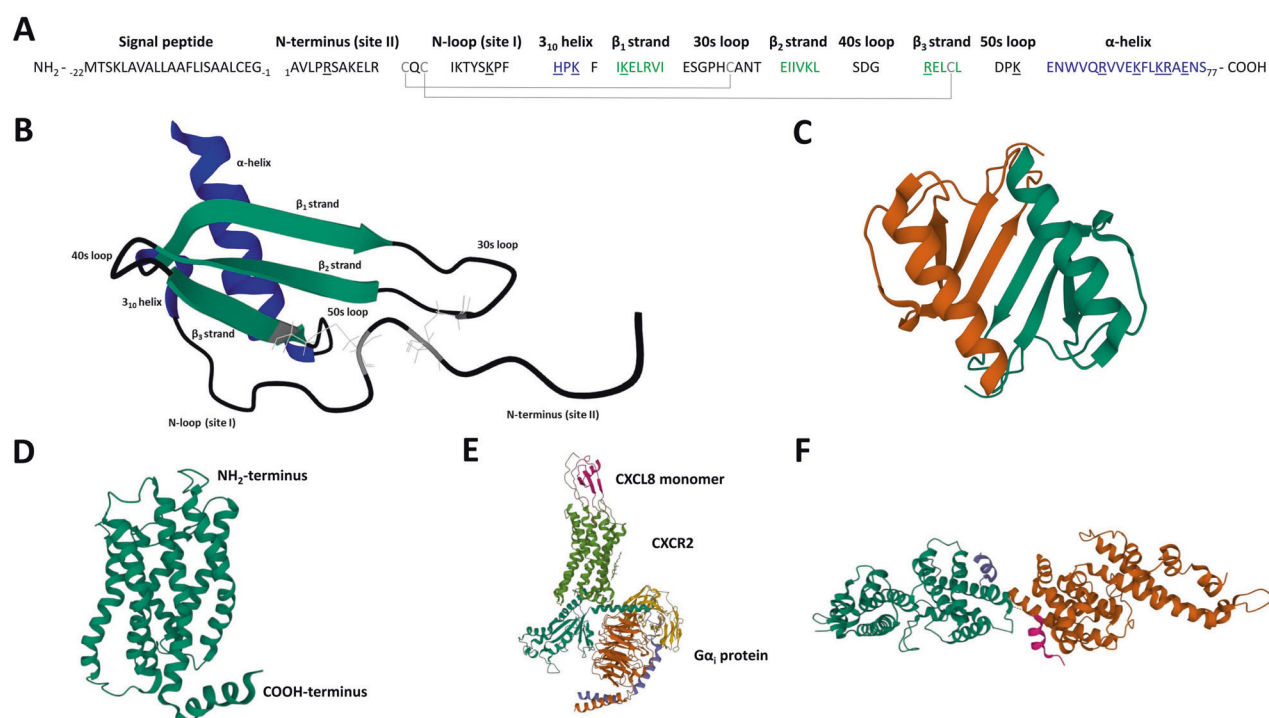 A
Signal peptide N-terminus (site II) N-loop (site I) 3₁₀ helix β₁ strand 30s loop β₂ strand 40s loop β₃ strand 50s loop α-helix
NH₂- ₋₂₂MTSKLAVALLAAFLISAALCEG₋₁ ₁AVLPRSAKELR CQC IKTYSKPF HPK F IKELRVI ESGPHCANT EIIVKL SDG RELCL DPK ENWVQRVVEKFLKRAENS₇₇- COOH
B
α-helix
β₁ strand
30s loop
40s loop
β₂ strand
3₁₀ helix
50s loop
β₃ strand
N-loop (site I)
N-terminus (site II)
C
D
NH₂-terminus
COOH-terminus
E
CXCL8 monomer
CXCR2
Gαᵢ protein
F